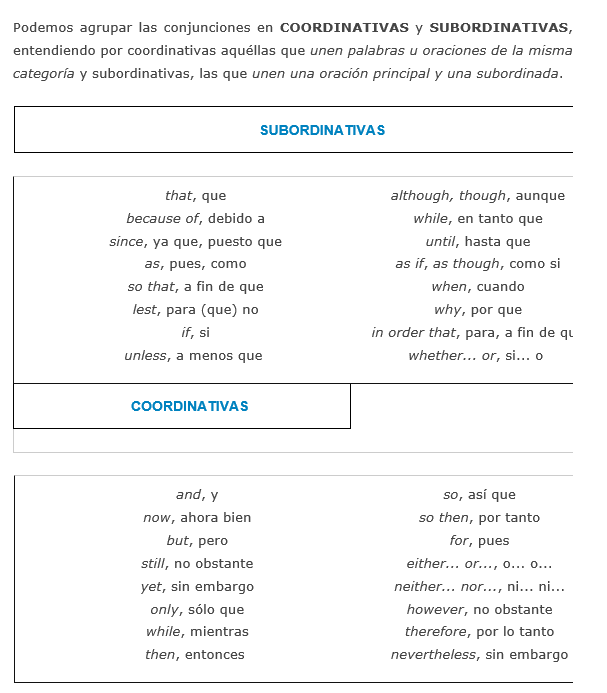 Podemos agrupar las conjunciones en COORDINATIVAS y SUBORDINATIVAS,
entendiendo por coordinativas aquéllas que unen palabras u oraciones de la misma
categoría y subordinativas, las que unen una oración principal y una subordinada.
SUBORDINATIVAS
that, que
because of, debido a
since, ya que, puesto que
as, pues, como
so that, a fin de que
lest, para (que) no
if, si
unless, a menos que
although, though, aunque
while, en tanto que
until, hasta que
as if, as though, como si
when, cuando
why, por que
in order that, para, a fin de qu
whether... or, si... o
COORDINATIVAS
and, y
now, ahora bien
but, pero
still, no obstante
yet, sin embargo
only, sólo que
while, mientras
then, entonces
so, así que
so then, por tanto
for, pues
either... or..., o... o...
neither... nor..., ni... ni...
however, no obstante
therefore, por lo tanto
nevertheless, sin embargo